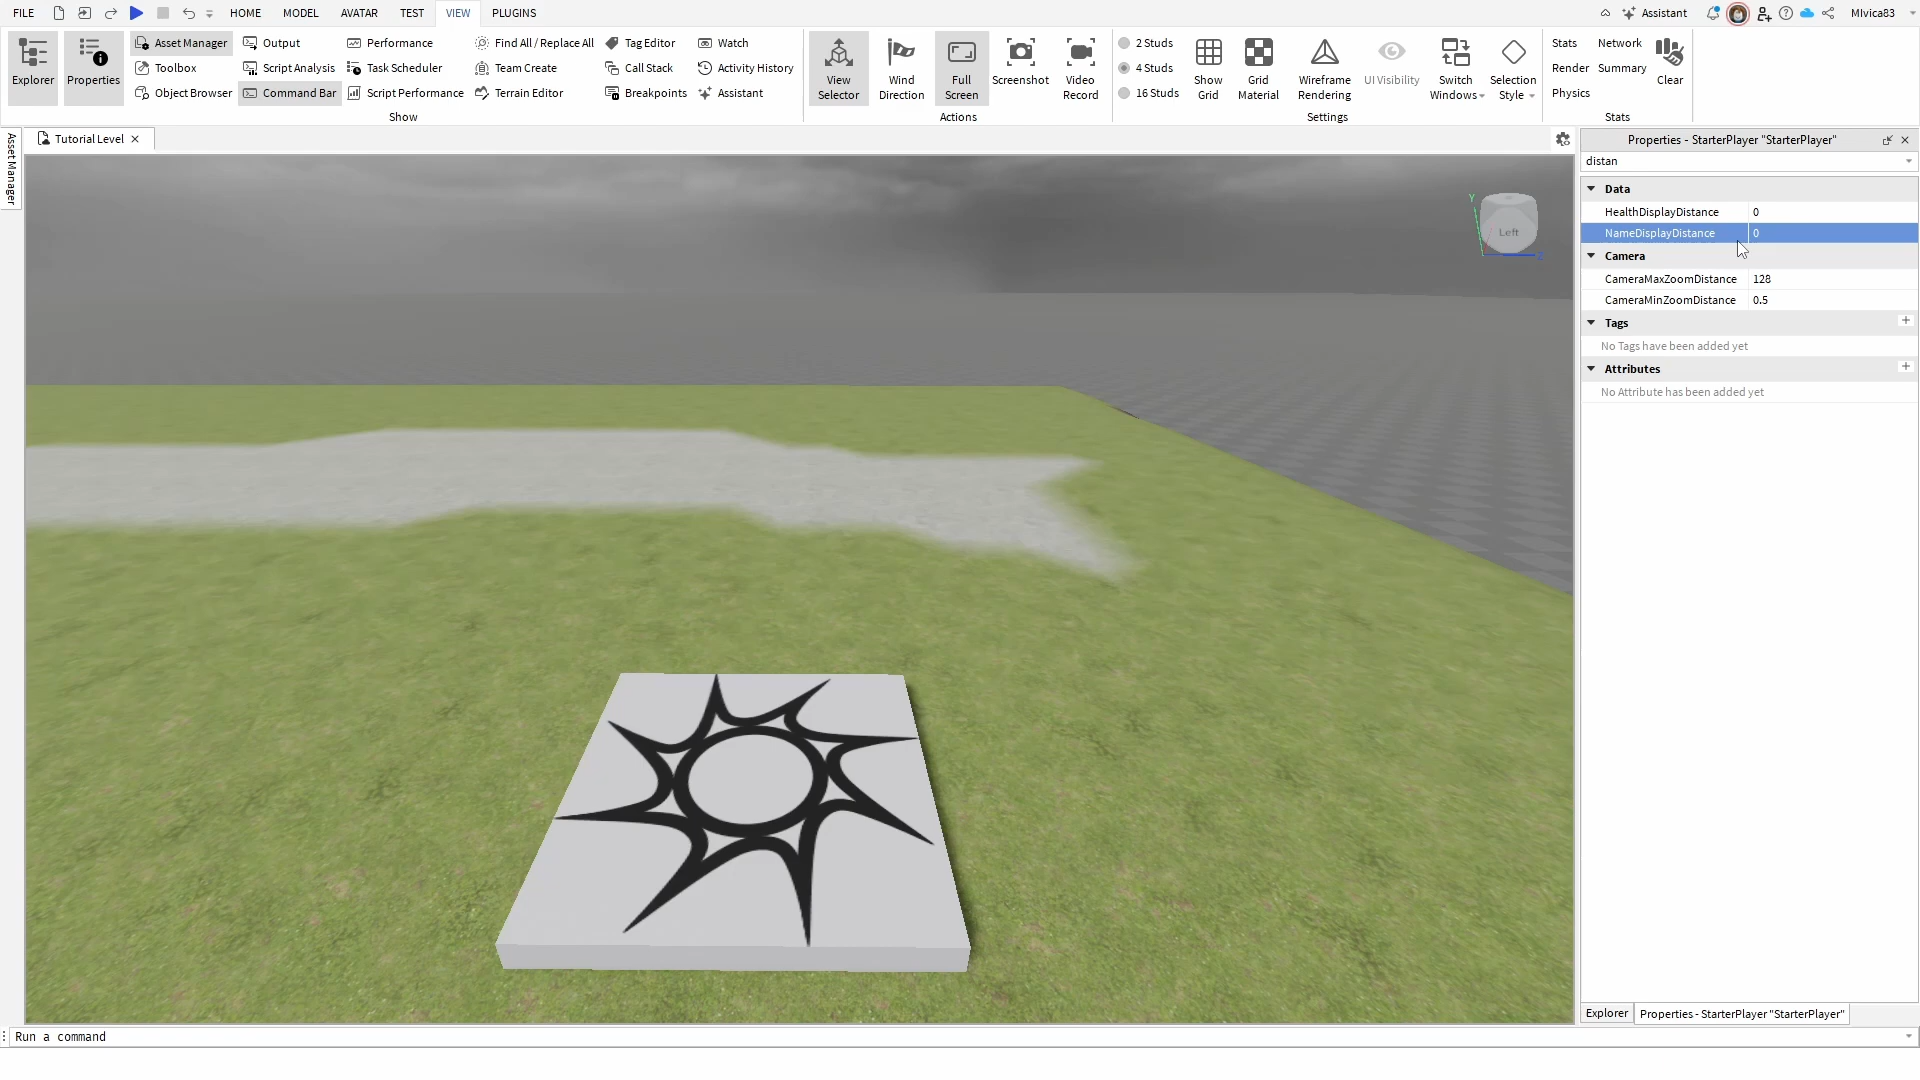 FILE HOME MODEL AVATAR TEST VIEW PLUGINS Assistant MIvica83
Explorer
Properties
Asset Manager
Toolbox
Object Browser
Output
Script Analysis
Command Bar
Performance
Task Scheduler
Script Performance
Find All / Replace All
Team Create
Terrain Editor
Tag Editor
Call Stack
Breakpoints
Watch
Activity History
Assistant
Show
View
Selector
Wind
Direction
Full
Screen
Screenshot
Video
Record
Actions
2 Studs
4 Studs
16 Studs
Show
Grid
Grid
Material
Wireframe
Rendering
UI Visibility
Switch
Windows
Selection
Style
Settings
Stats
Render
Physics
Network
Summary
Clear
Stats
Asset Manager
Tutorial Level
Y
Left
Z
Properties - StarterPlayer "StarterPlayer"
distan
Data
HealthDisplayDistance 0
NameDisplayDistance 0
Camera
CameraMaxZoomDistance 128
CameraMinZoomDistance 0.5
Tags
No Tags have been added yet
Attributes
No Attribute has been added yet
Explorer Properties - StarterPlayer "StarterPlayer"
Run a command